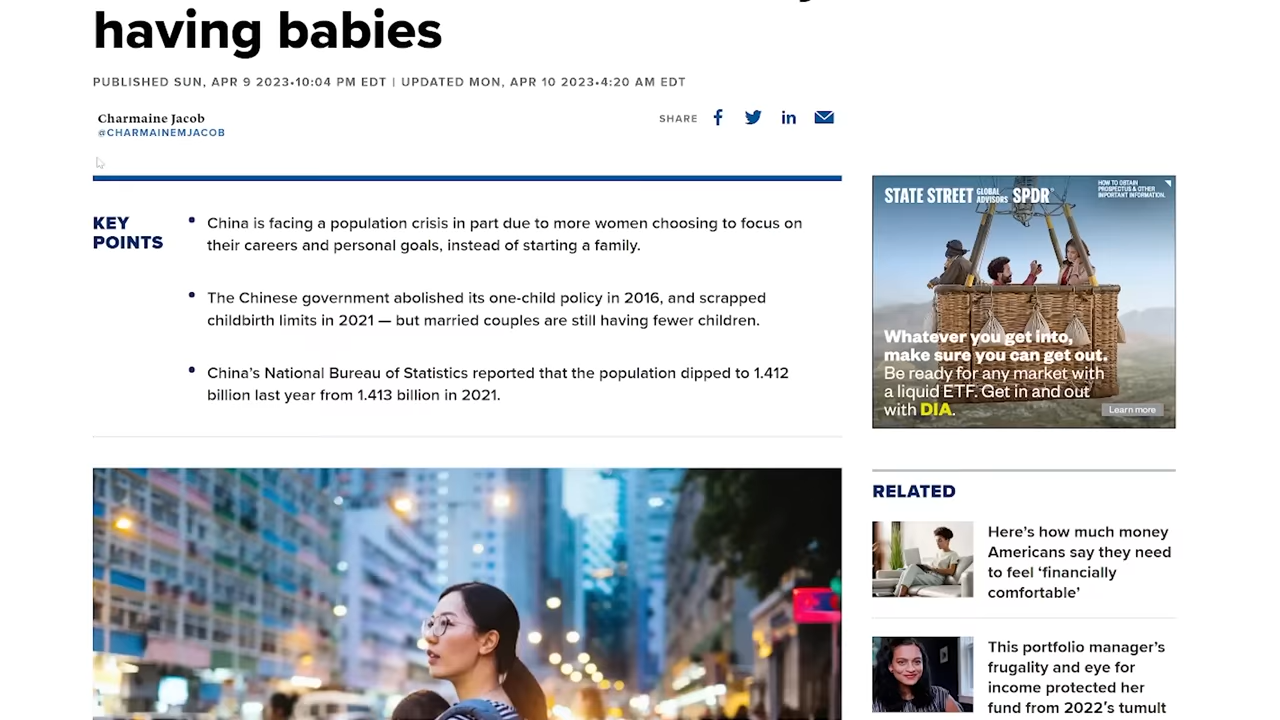 having babies
PUBLISHED SUN, APR 9 2023•10:04 PM EDT | UPDATED MON, APR 10 2023•4:20 AM EDT
Charmaine Jacob
@CHARMAINEMJACOB
SHARE
KEY
POINTS
China is facing a population crisis in part due to more women choosing to focus on
their careers and personal goals, instead of starting a family.
The Chinese government abolished its one-child policy in 2016, and scrapped
childbirth limits in 2021 — but married couples are still having fewer children.
China's National Bureau of Statistics reported that the population dipped to 1.412
billion last year from 1.413 billion in 2021.
STATE STREET GLOBAL ADVISORS SPDR®
HOW TO OBTAIN
PROSPECTUS & OTHER
IMPORTANT INFORMATION.
Whatever you get into,
make sure you can get out.
Be ready for any market with
a liquid ETF. Get in and out
with DIA.
Learn more
RELATED
Here's how much money
Americans say they need
to feel 'financially
comfortable'
This portfolio manager's
frugality and eye for
income protected her
fund from 2022's tumult